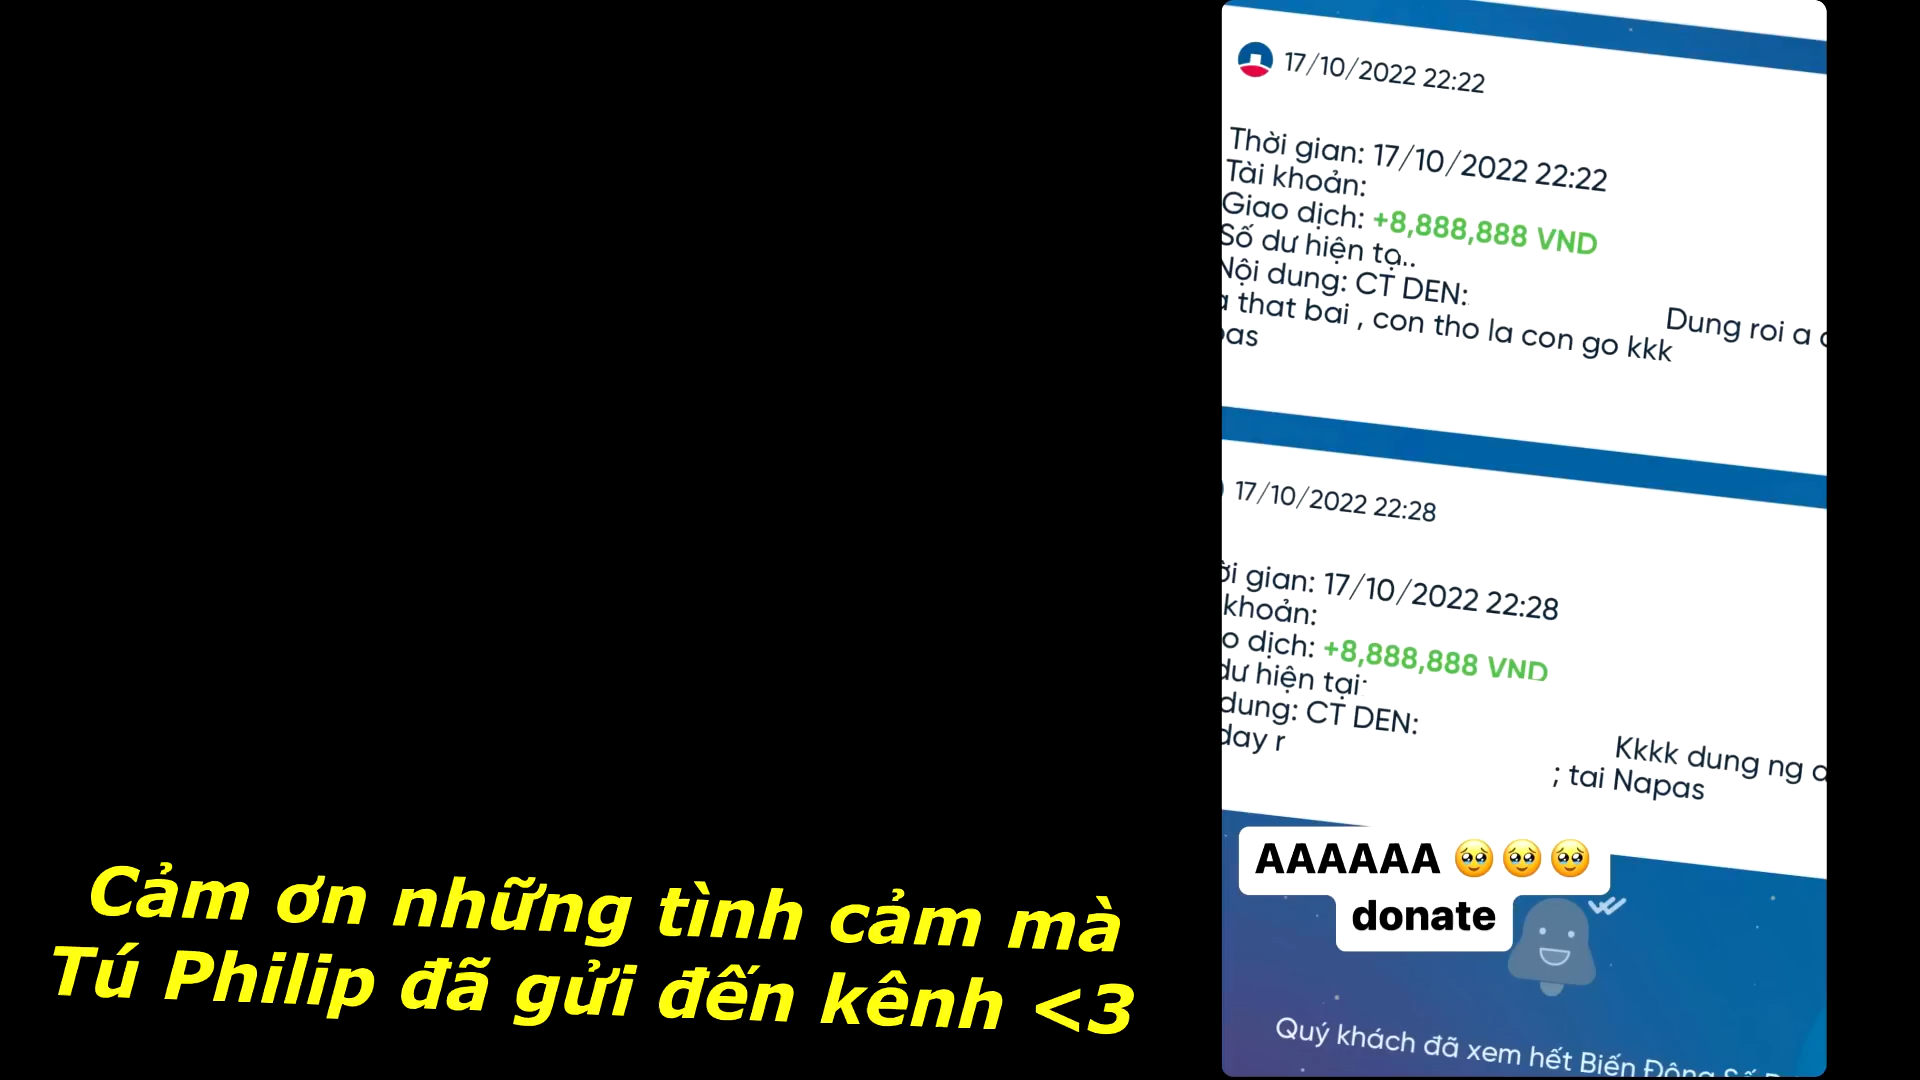 17/10/2022 22:22
Thời gian: 17/10/2022 22:22
Tài khoản:
Giao dịch: +8,888,888 VND
Số dư hiện tạ..
Nội dung: CT DEN:
Dung roi a
that bai , con tho la con go kkk
17/10/2022 22:28
gian: 17/10/2022 22:28
khoản:
dịch: +8,888,888 VND
hiện tại
dung: CT DEN:
Kkkk dung ng
day r
; tai Napas
AAAAAA 🥹🥹🥹
donate
Quý khách đã xem hết Biến Động Số
Cảm ơn những tình cảm mà
Tú Philip đã gửi đến kênh <3